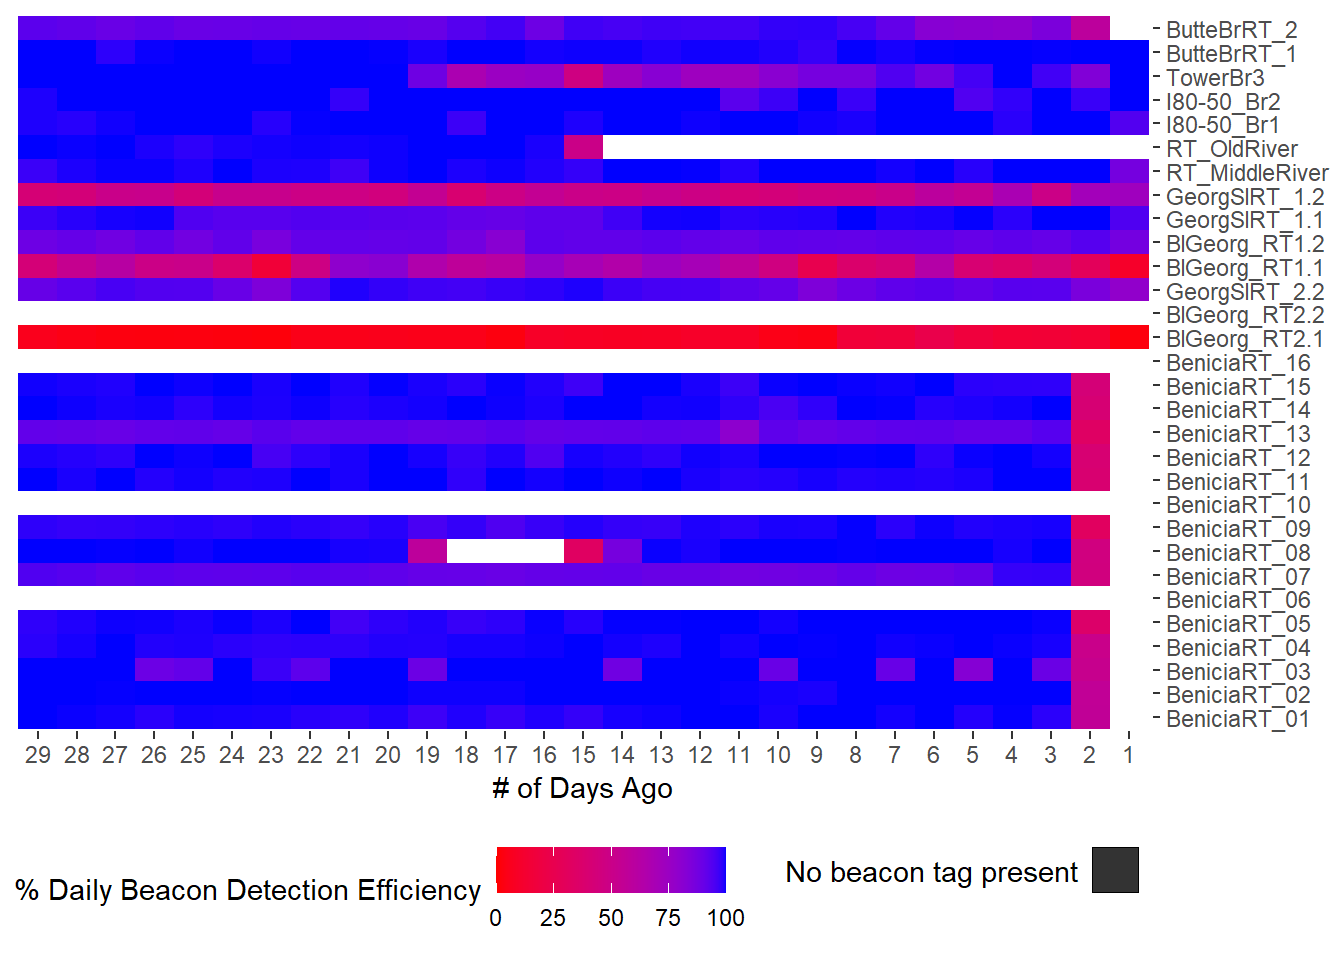 ButteBrRT_2
ButteBrRT_1
TowerBr3
I80-50_Br2
I80-50_Br1
RT_OldRiver
RT_MiddleRiver
GeorgSlRT_1.2
GeorgSlRT_1.1
BlGeorg_RT1.2
BlGeorg_RT1.1
GeorgSlRT_2.2
BlGeorg_RT2.2
BlGeorg_RT2.1
BeniciaRT_16
BeniciaRT_15
BeniciaRT_14
BeniciaRT_13
BeniciaRT_12
BeniciaRT_11
BeniciaRT_10
BeniciaRT_09
BeniciaRT_08
BeniciaRT_07
BeniciaRT_06
BeniciaRT_05
BeniciaRT_04
BeniciaRT_03
BeniciaRT_02
BeniciaRT_01
29 28 27 26 25 24 23 22 21 20 19 18 17 16 15 14 13 12 11 10 9 8 7 6 5 4 3 2 1
# of Days Ago
% Daily Beacon Detection Efficiency
0 25 50 75 100
No beacon tag present